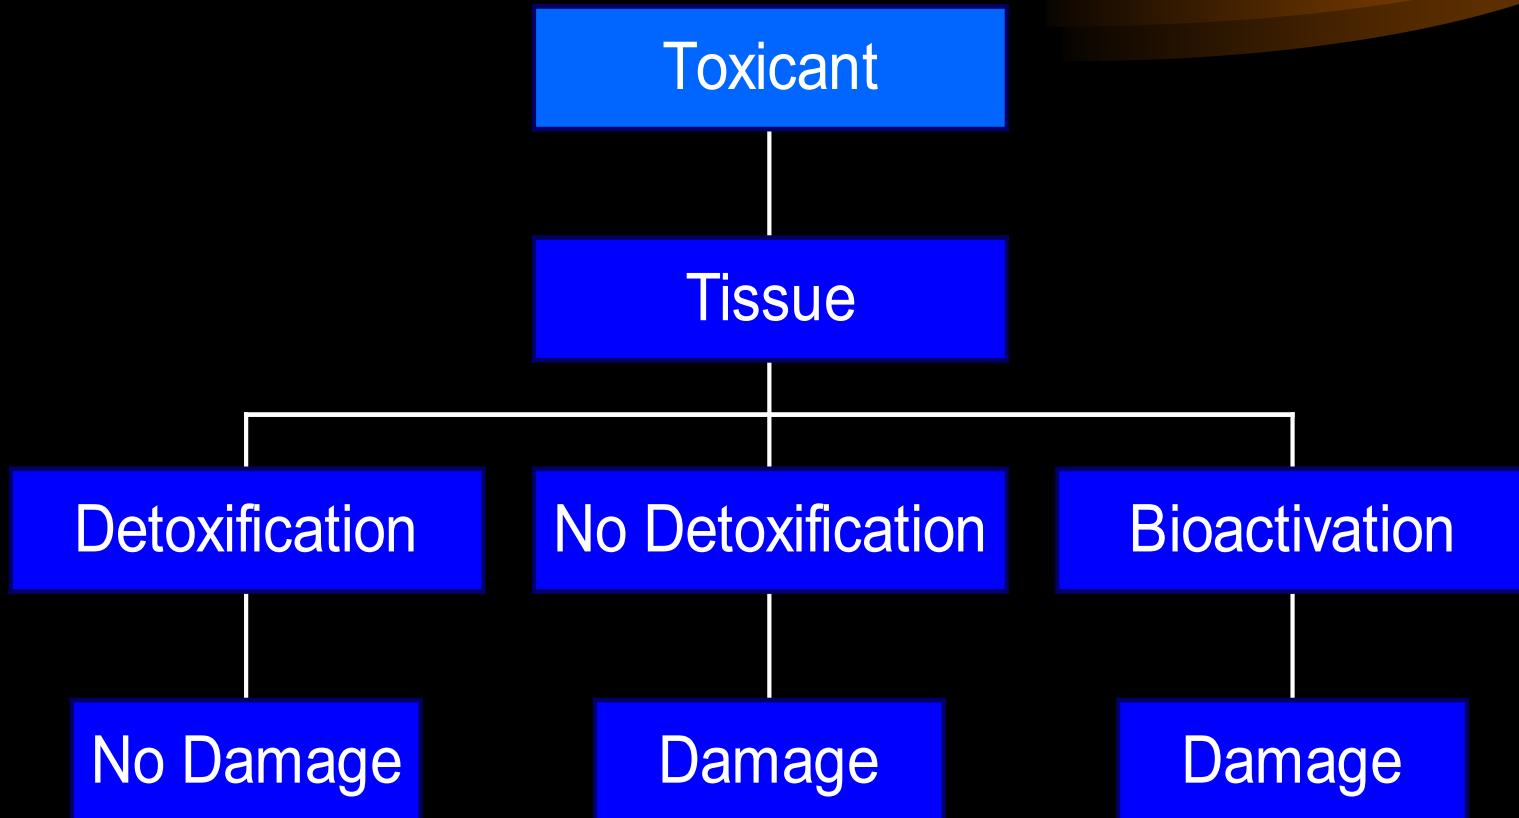 Toxicant
Tissue
Detoxification
No Detoxification
Bioactivation
No Damage
Damage
Damage